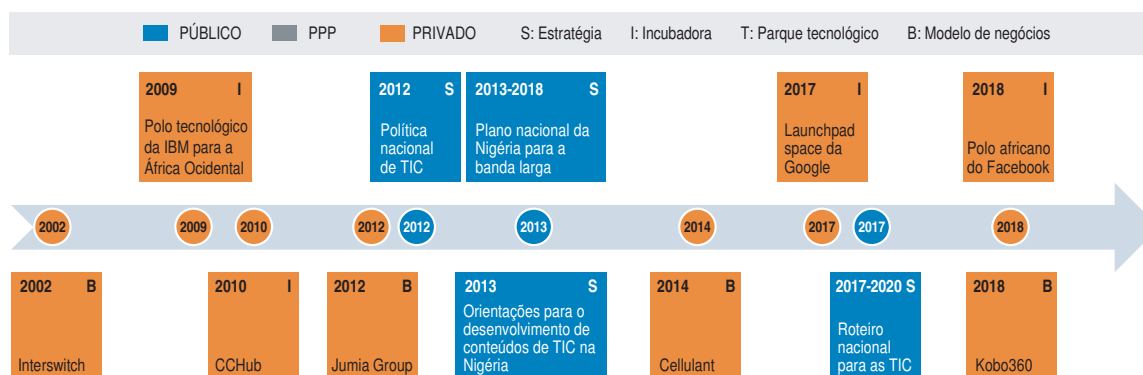 PÚBLICO PPP PRIVADO S: Estratégia I: Incubadora T: Parque tecnológico B: Modelo de negócios
2009 I
Polo tecnológico
da IBM para a
África Ocidental
2012 S
Política
nacional
de TIC
2013-2018 S
Plano nacional da
Nigéria para a
banda larga
2017 I
Launchpad
space da
Google
2018 I
Polo africano
do Facebook
2002 2009 2010 2012 2012 2013 2014 2017 2017 2018
2002 B
Interswitch
2010 I
CCHub
2012 B
Jumia Group
2013 S
Orientações para o
desenvolvimento de
conteúdos de TIC na
Nigéria
2014 B
Cellulant
2017-2020 S
Roteiro
nacional
para as TIC
2018 B
Kobo360